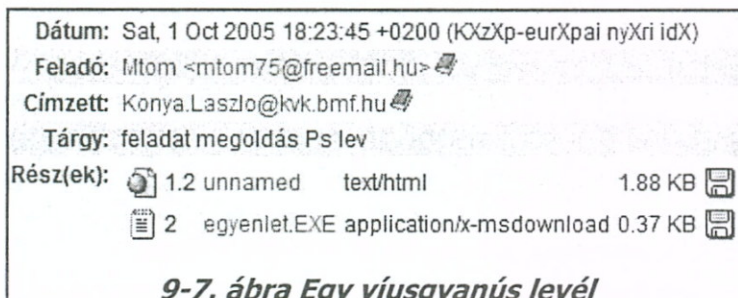 Dátum: Sat, 1 Oct 2005 18:23:45 +0200 (KXzXp-eurXpai nyXri idX)
Feladó: Mtom <mtom75@freemail.hu>
Címzett: Konya.Laszlo@kvk.bmf.hu
Tárgy: feladat megoldás Ps lev
Rész(ek): 1.2 unnamed text/html 1.88 KB
2 egyenlet.EXE application/x-msdownload 0.37 KB
9-7. ábra Egy víusgyanús levél